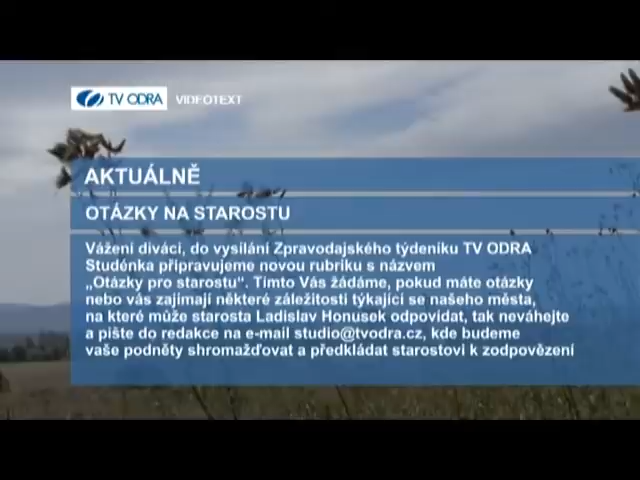 TV ODRA VIDEOTEXT
AKTUÁLNĚ
OTÁZKY NA STAROSTU
Vážení diváci, do vysílání Zpravodajského týdeníku TV ODRA
Studénka připravujeme novou rubriku s názvem
„Otázky pro starostu“. Tímto Vás žádáme, pokud máte otázky
nebo vás zajímají některé záležitosti týkající se našeho města,
na které může starosta Ladislav Honusek odpovídat, tak neváhejte
a pište do redakce na e-mail studio@tvodra.cz, kde budeme
vaše podněty shromažďovat a předkládat starostovi k zodpovězení